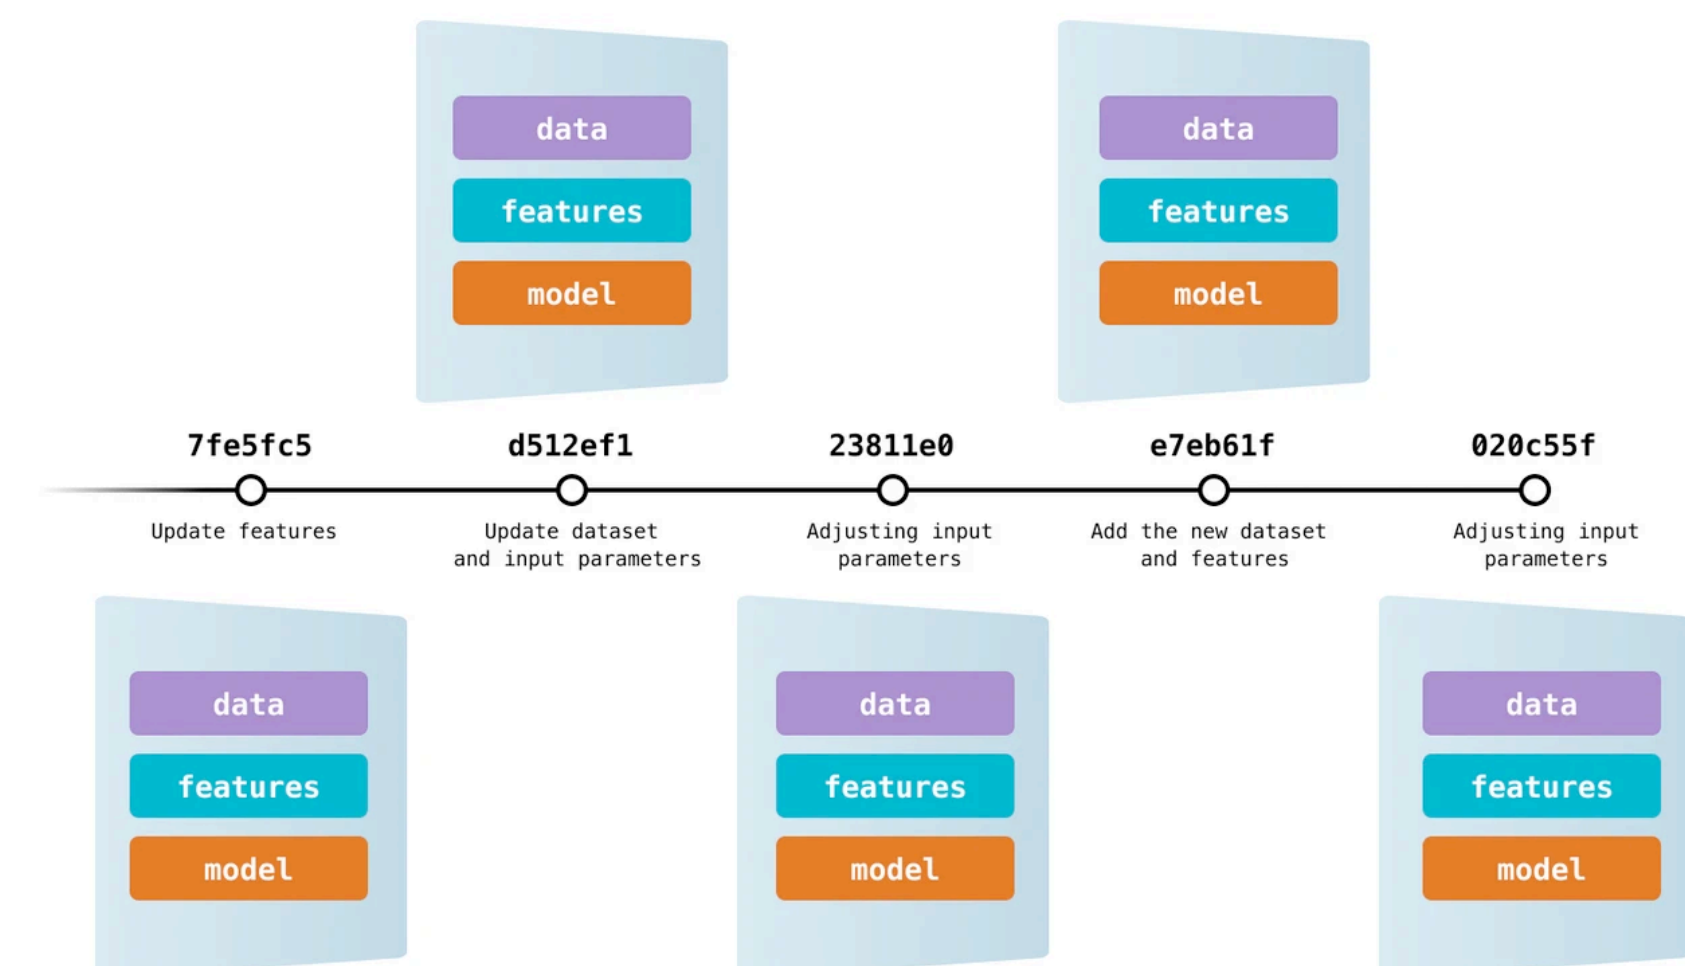 data
features
model
data
features
model
7fe5fc5
d512ef1
23811e0
e7eb61f
020c55f
Update features
Update dataset
and input parameters
Adjusting input
parameters
Add the new dataset
and features
Adjusting input
parameters
data
features
model
data
features
model
data
features
model